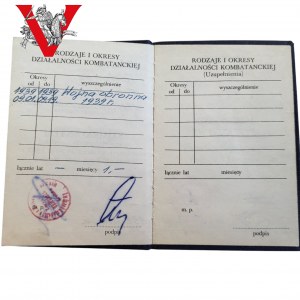 V
RODZAJE I OKRESY
DZIAŁALNOŚCI KOMBATANCKIEJ
Okresy
od do
wyszczególnienie
1939 1939 Wojna obronna
1939 r.
łącznie lat — miesięcy 1,—
podpis
RODZAJE I OKRESY
DZIAŁALNOŚCI KOMBATANCKIEJ
(Uzupełnienia)
Okresy
od do
wyszczególnienie
łącznie lat miesięcy
m. p.
podpis